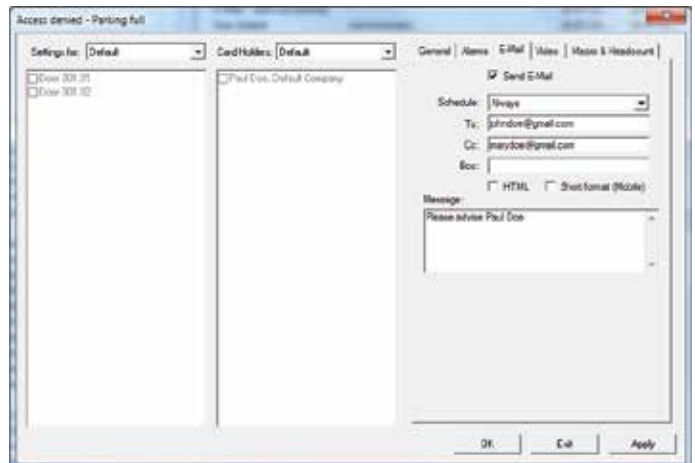 Access denied - Parking full
Settings for: Default
Card Holders: Default
General Alarms E-Mail Video Macro & Headcount
Door 001.01
Door 001.02
Paul Doe, Default Company
Send E-Mail
Schedule: Always
To: johndoe@gmail.com
Cc: marydoe@gmail.com
Bcc:
HTML Short format (Mobile)
Message:
Please advise Paul Doe
OK Exit Apply